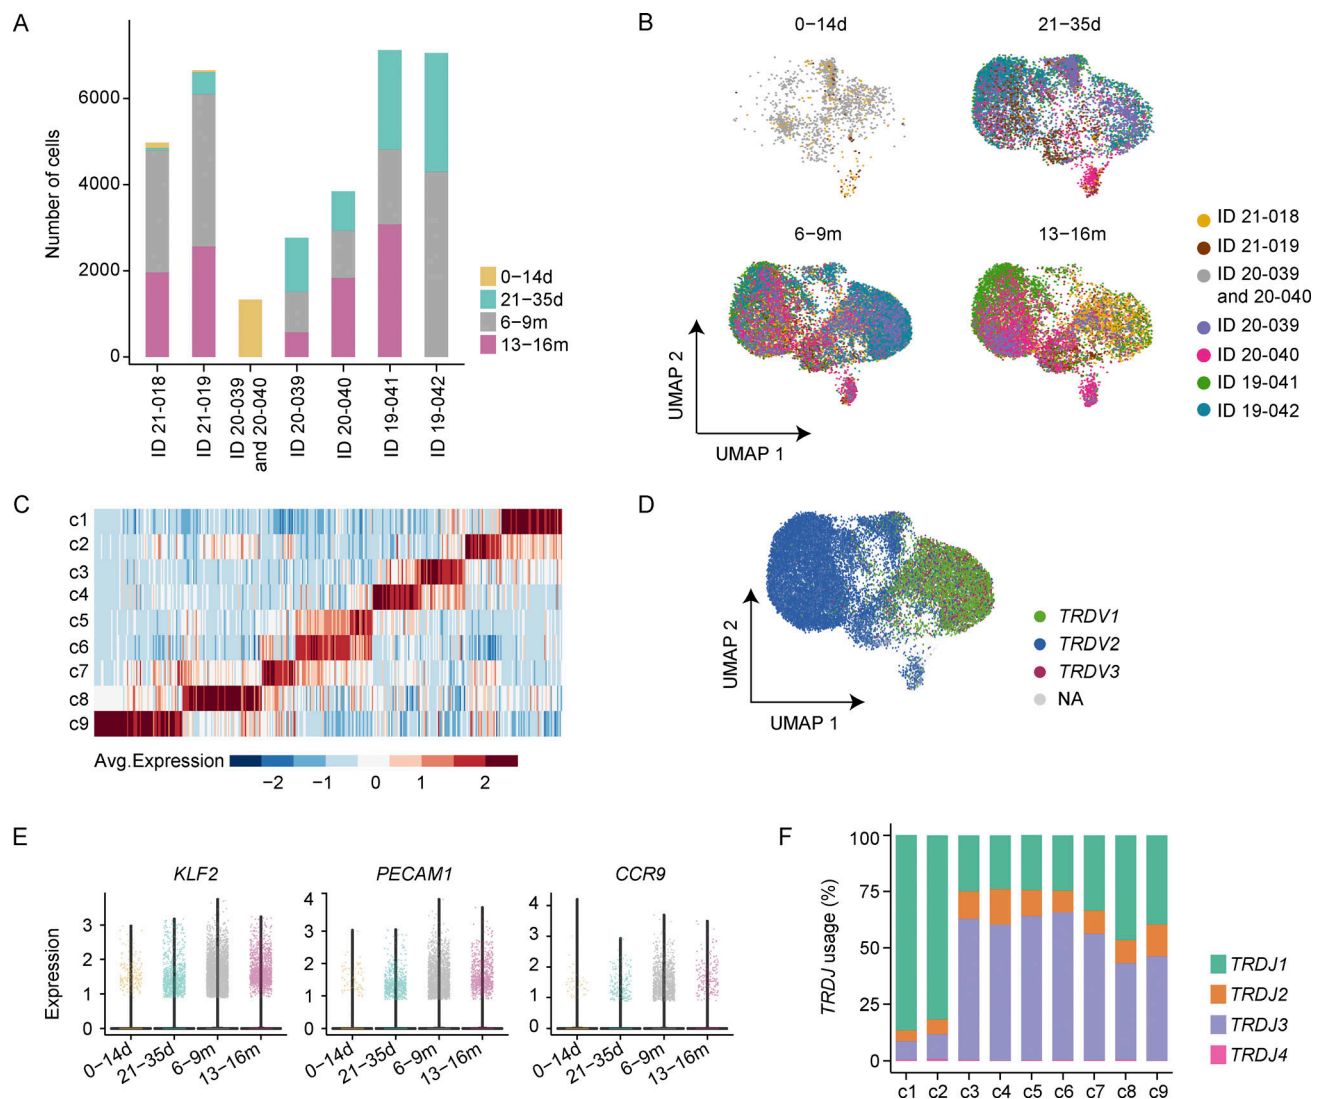 A
Number of cells
6000
4000
2000
0
ID 21-018
ID 21-019
ID 20-039
and 20-040
ID 20-039
ID 20-040
ID 19-041
ID 19-042
0−14d
21−35d
6−9m
13−16m
B
0−14d
21−35d
6−9m
13−16m
UMAP 2
UMAP 1
ID 21-018
ID 21-019
ID 20-039
and 20-040
ID 20-039
ID 20-040
ID 19-041
ID 19-042
C
c1
c2
c3
c4
c5
c6
c7
c8
c9
Avg.Expression
−2 −1 0 1 2
D
UMAP 2
UMAP 1
TRDV1
TRDV2
TRDV3
NA
E
Expression
KLF2
3
2
1
0
0−14d
21−35d
6−9m
13−16m
PECAM1
4
3
2
1
0
0−14d
21−35d
6−9m
13−16m
CCR9
4
3
2
1
0
0−14d
21−35d
6−9m
13−16m
F
TRDJ usage (%)
100
75
50
25
0
c1 c2 c3 c4 c5 c6 c7 c8 c9
TRDJ1
TRDJ2
TRDJ3
TRDJ4